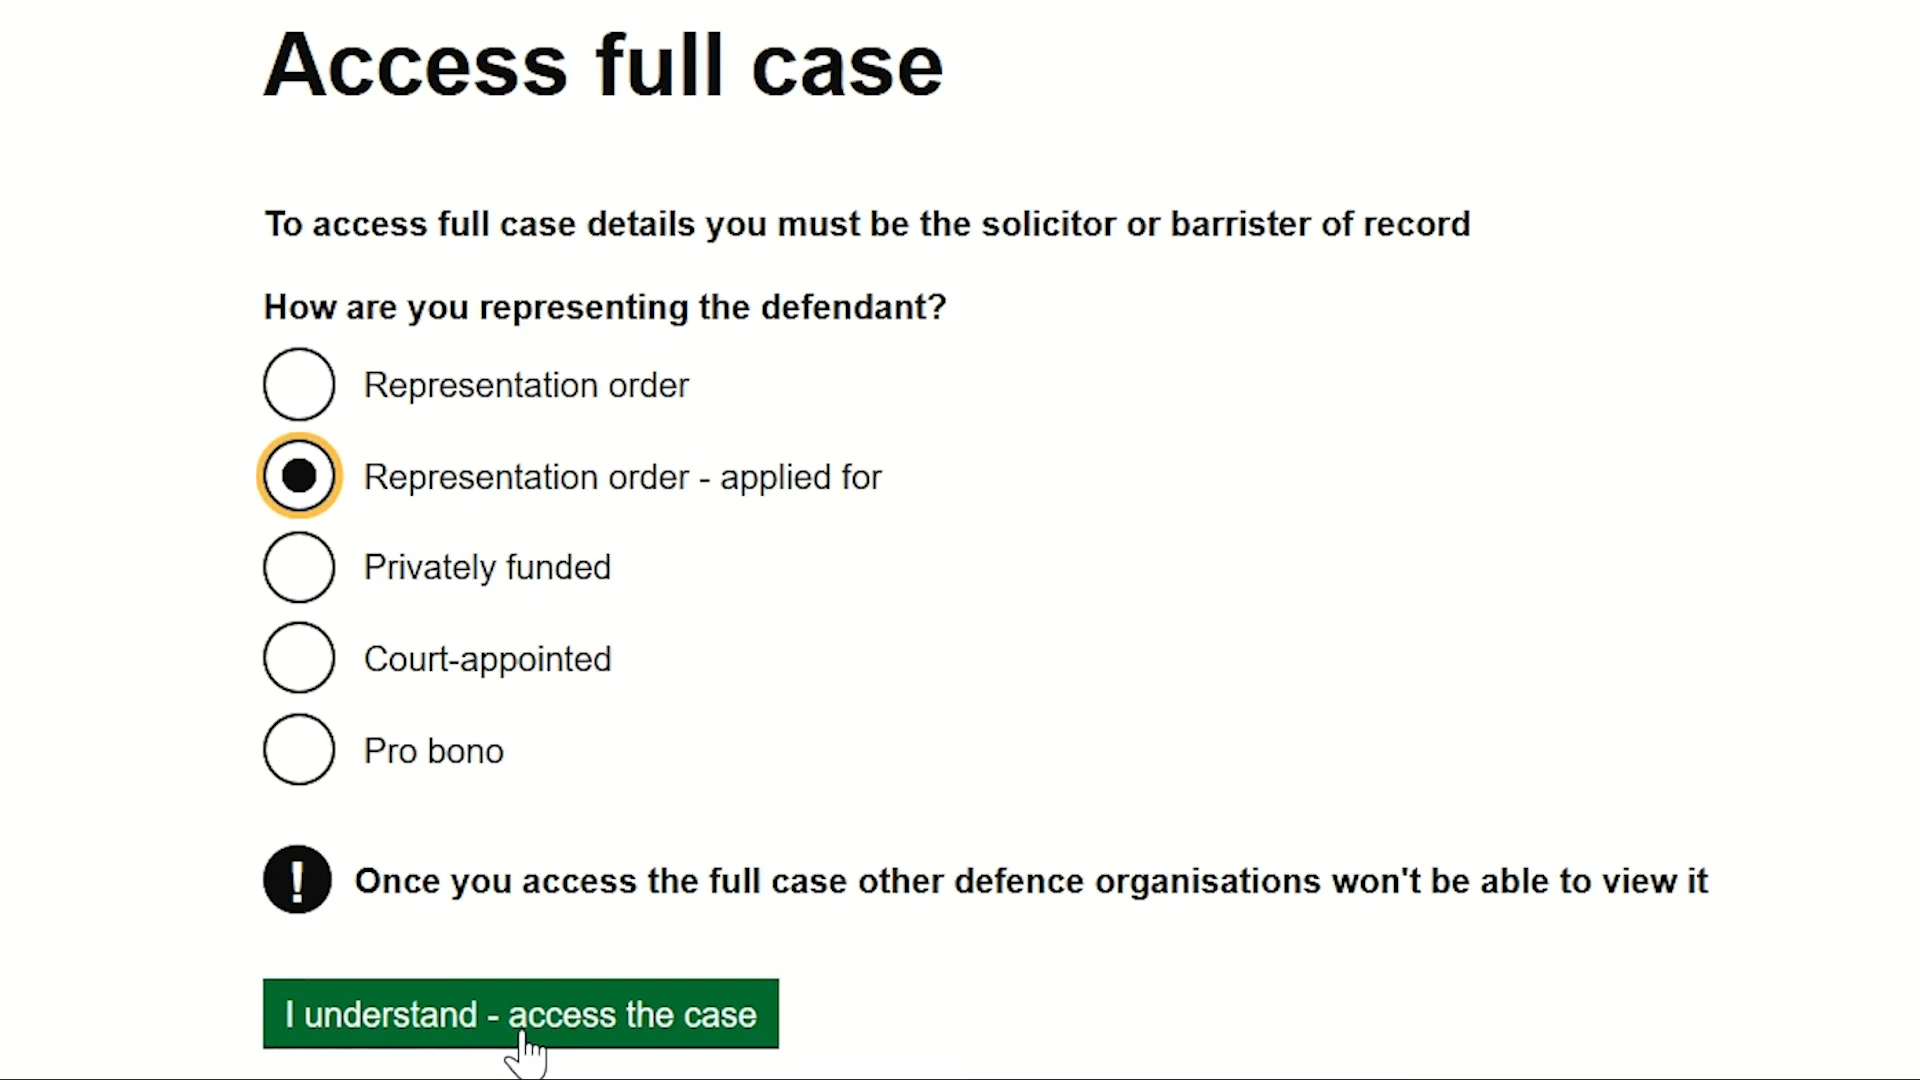 Access full case
To access full case details you must be the solicitor or barrister of record
How are you representing the defendant?
Representation order
Representation order - applied for
Privately funded
Court-appointed
Pro bono
! Once you access the full case other defence organisations won't be able to view it
I understand - access the case